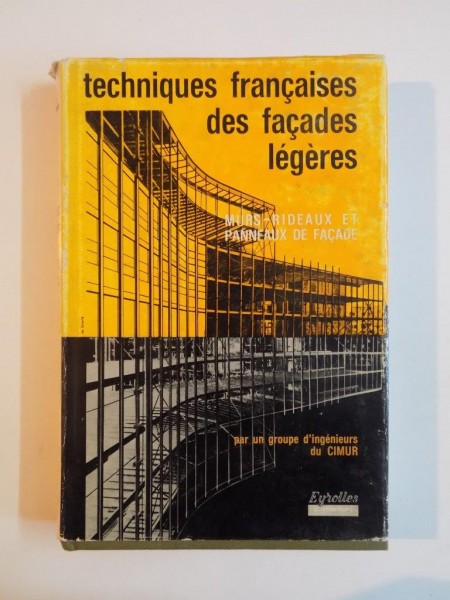 techniques françaises
des façades
légères
MURS-RIDEAUX ET
PANNEAUX DE FAÇADE
par un groupe d'ingénieurs
du CIMUR
Eyrolles